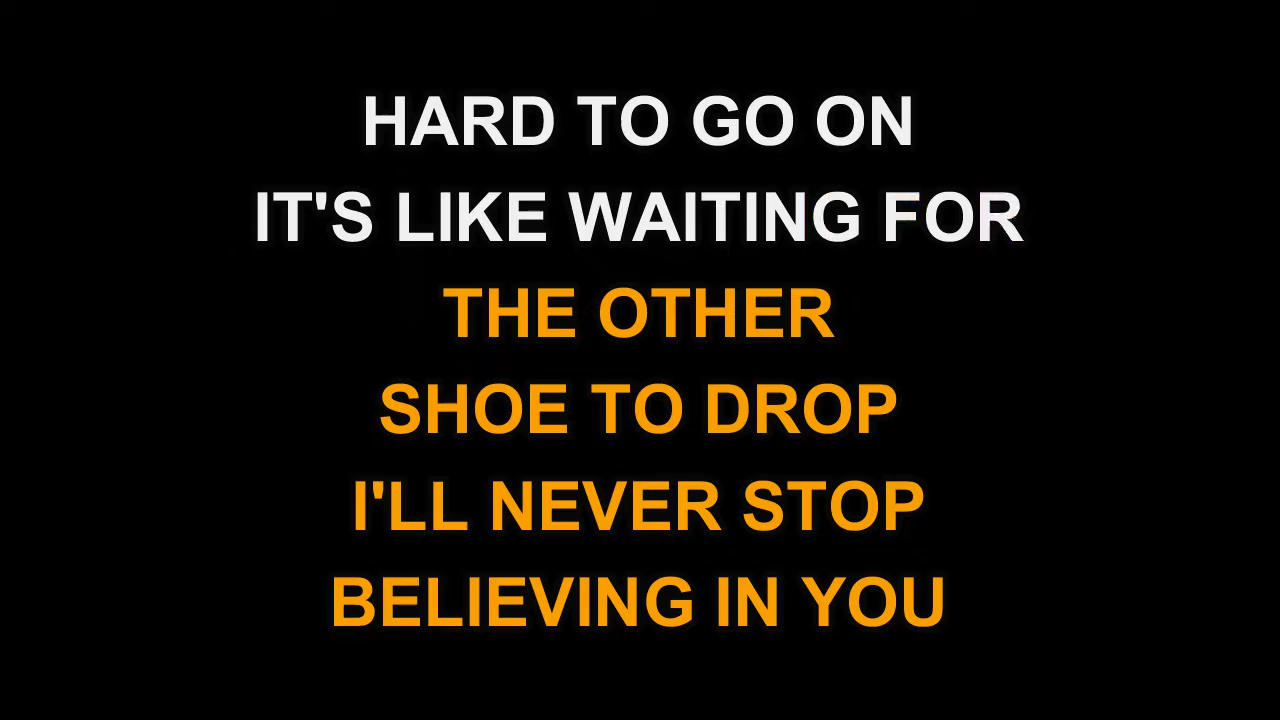 HARD TO GO ON
IT'S LIKE WAITING FOR
THE OTHER
SHOE TO DROP
I'LL NEVER STOP
BELIEVING IN YOU